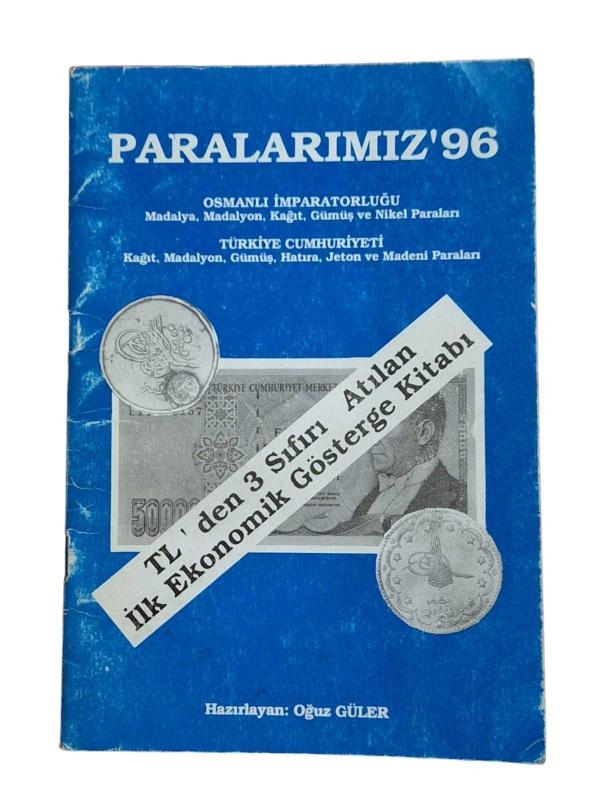 PARALARIMIZ'96
OSMANLI İMPARATORLUĞU
Madalya, Madalyon, Kağıt, Gümüş ve Nikel Paraları
TÜRKİYE CUMHURİYETİ
Kağıt, Madalyon, Gümüş, Hatıra, Jeton ve Madeni Paraları
TÜRKİYE CUMHURİYET MERKEZ
TL' den 3 Sıfırı Atılan
İlk Ekonomik Gösterge Kitabı
Hazırlayan: Oğuz GÜLER